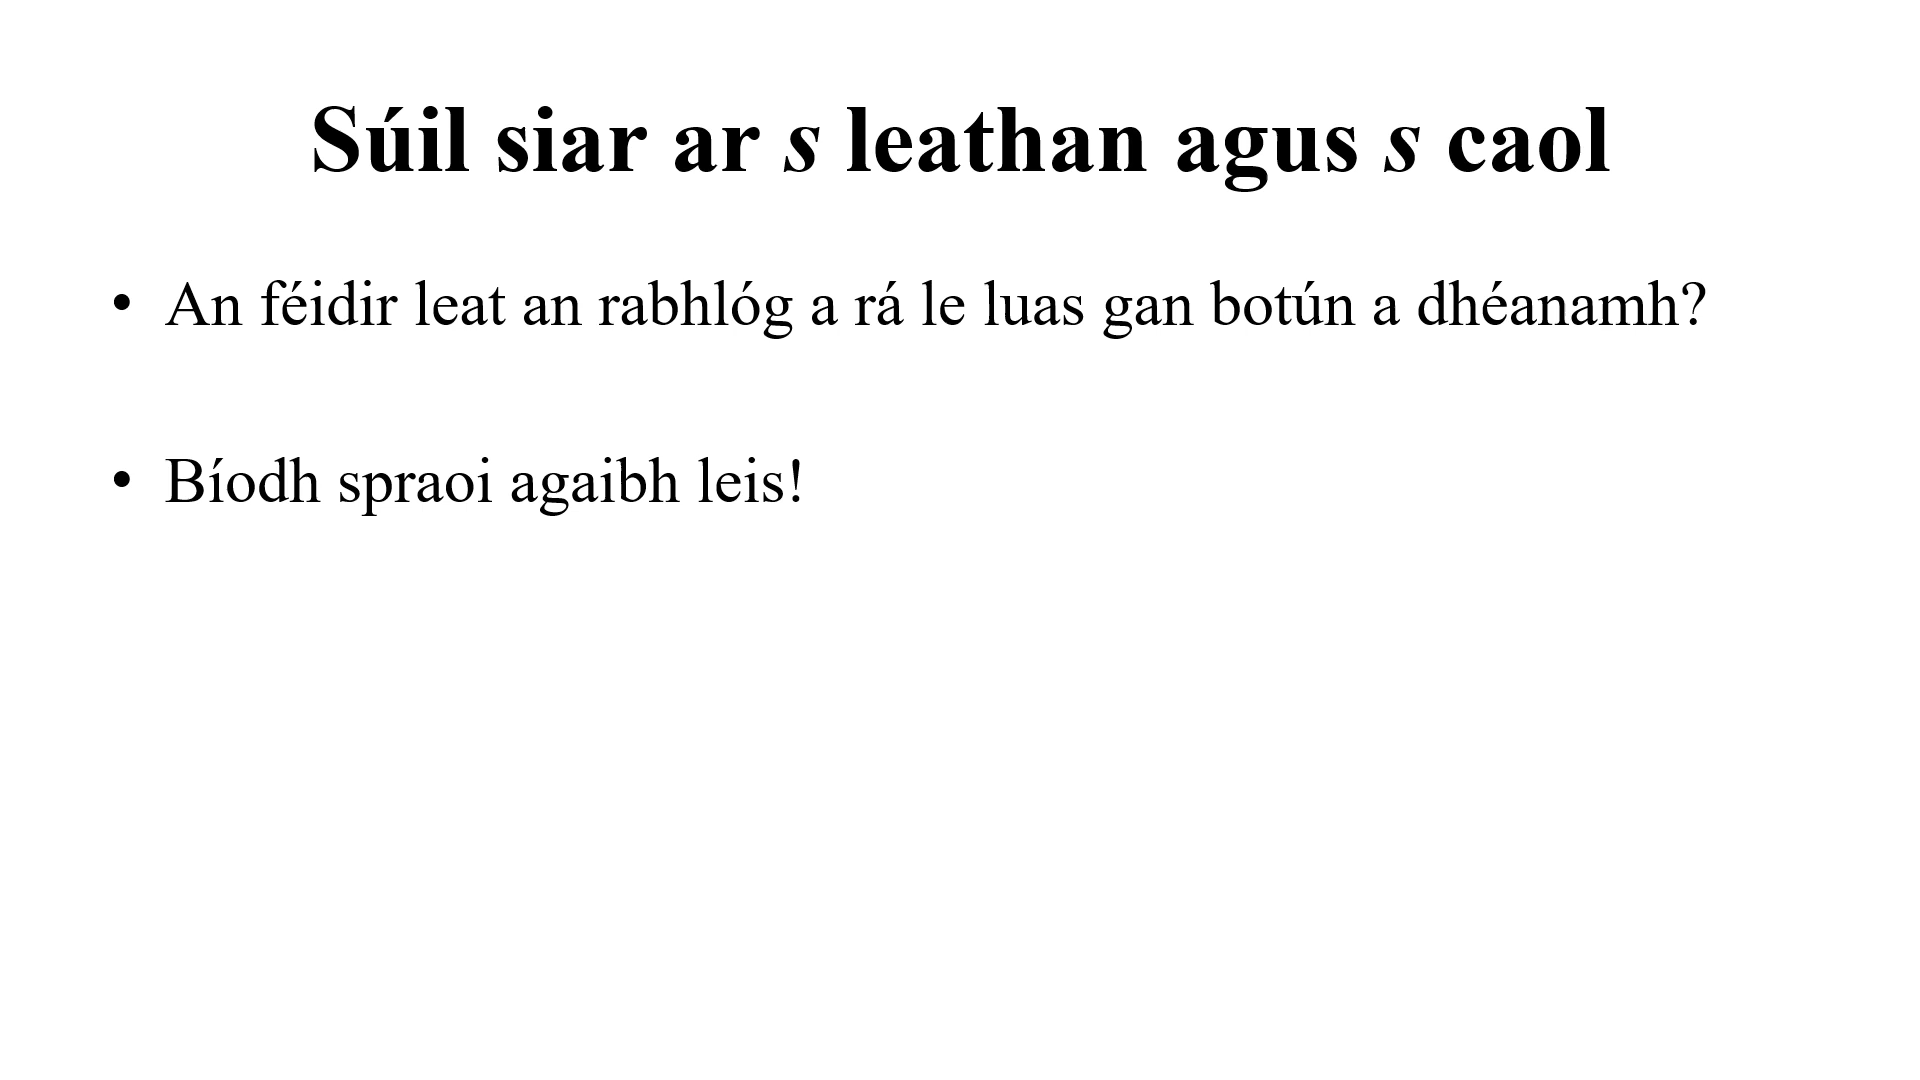 Súil siar ar s leathan agus s caol
• An féidir leat an rabhlóg a rá le luas gan botún a dhéanamh?
• Bíodh spraoi agaibh leis!